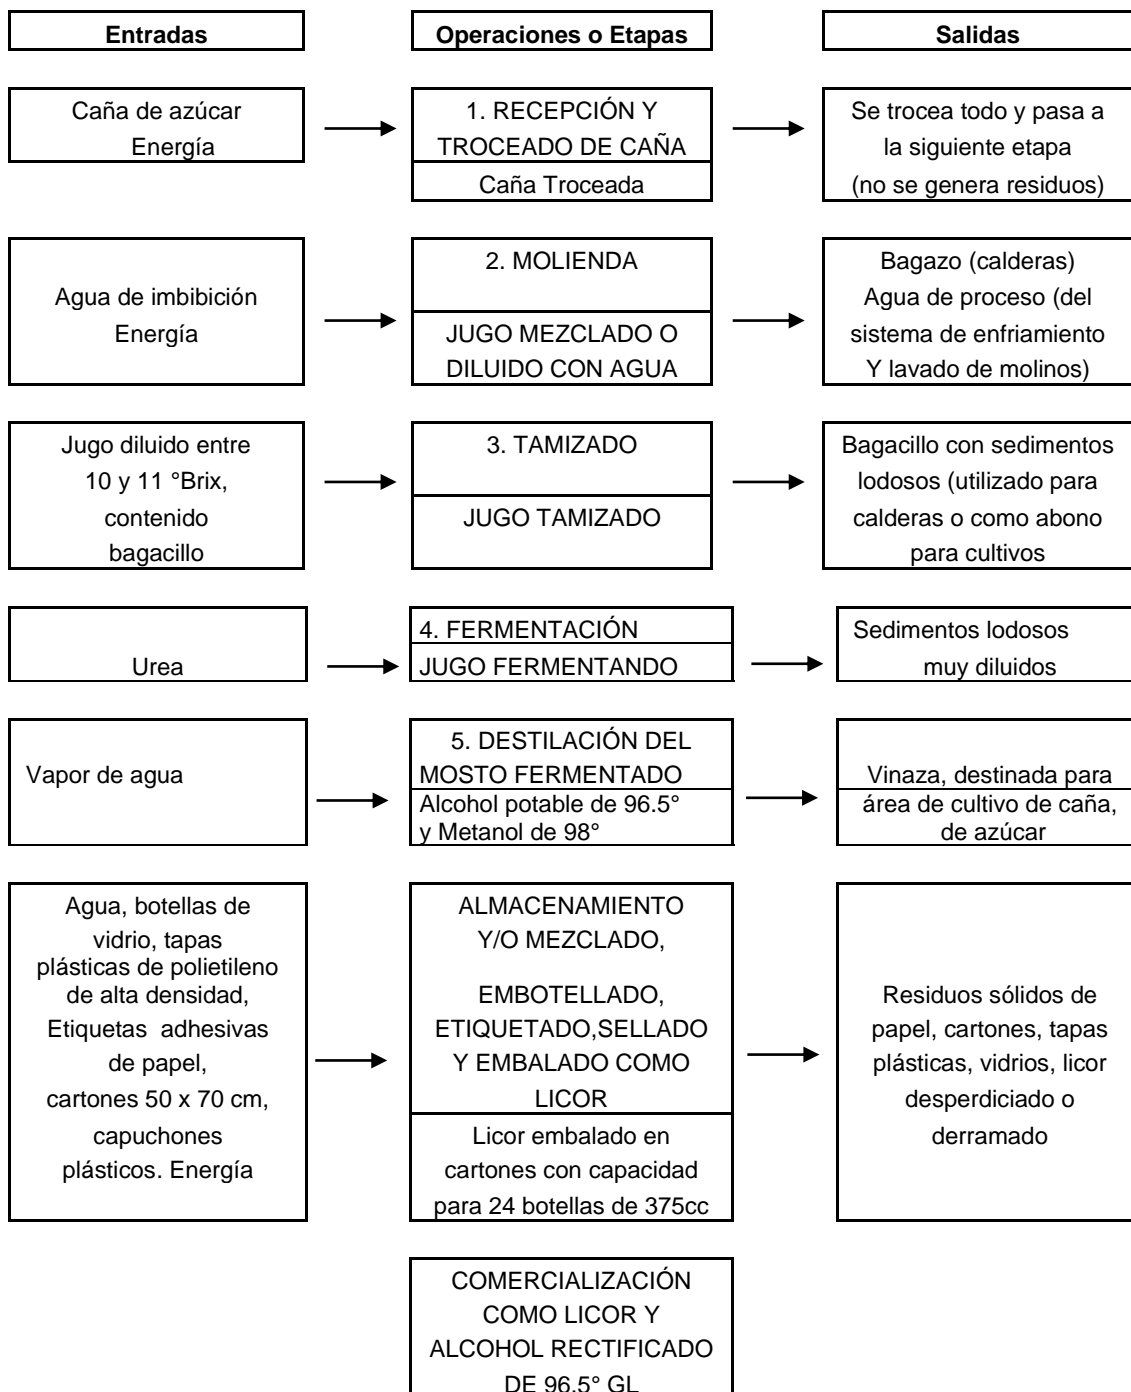 Entradas
Operaciones o Etapas
Salidas
Caña de azúcar
Energía
1. RECEPCIÓN Y
TROCEADO DE CAÑA
Caña Troceada
Se trocea todo y pasa a
la siguiente etapa
(no se genera residuos)
Agua de imbibición
Energía
2. MOLIENDA
JUGO MEZCLADO O
DILUIDO CON AGUA
Bagazo (calderas)
Agua de proceso (del
sistema de enfriamiento
Y lavado de molinos)
Jugo diluido entre
10 y 11 °Brix,
contenido
bagacillo
3. TAMIZADO
JUGO TAMIZADO
Bagacillo con sedimentos
lodosos (utilizado para
calderas o como abono
para cultivos
Urea
4. FERMENTACIÓN
JUGO FERMENTANDO
Sedimentos lodosos
muy diluidos
Vapor de agua
5. DESTILACIÓN DEL
MOSTO FERMENTADO
Alcohol potable de 96.5°
y Metanol de 98°
Vinaza, destinada para
área de cultivo de caña,
de azúcar
Agua, botellas de
vidrio, tapas
plásticas de polietileno
de alta densidad,
Etiquetas adhesivas
de papel,
cartones 50 x 70 cm,
capuchones
plásticos. Energía
ALMACENAMIENTO
Y/O MEZCLADO,
EMBOTELLADO,
ETIQUETADO,SELLADO
Y EMBALADO COMO
LICOR
Licor embalado en
cartones con capacidad
para 24 botellas de 375cc
Residuos sólidos de
papel, cartones, tapas
plásticas, vidrios, licor
desperdiciado o
derramado
COMERCIALIZACIÓN
COMO LICOR Y
ALCOHOL RECTIFICADO
DE 96.5° GL